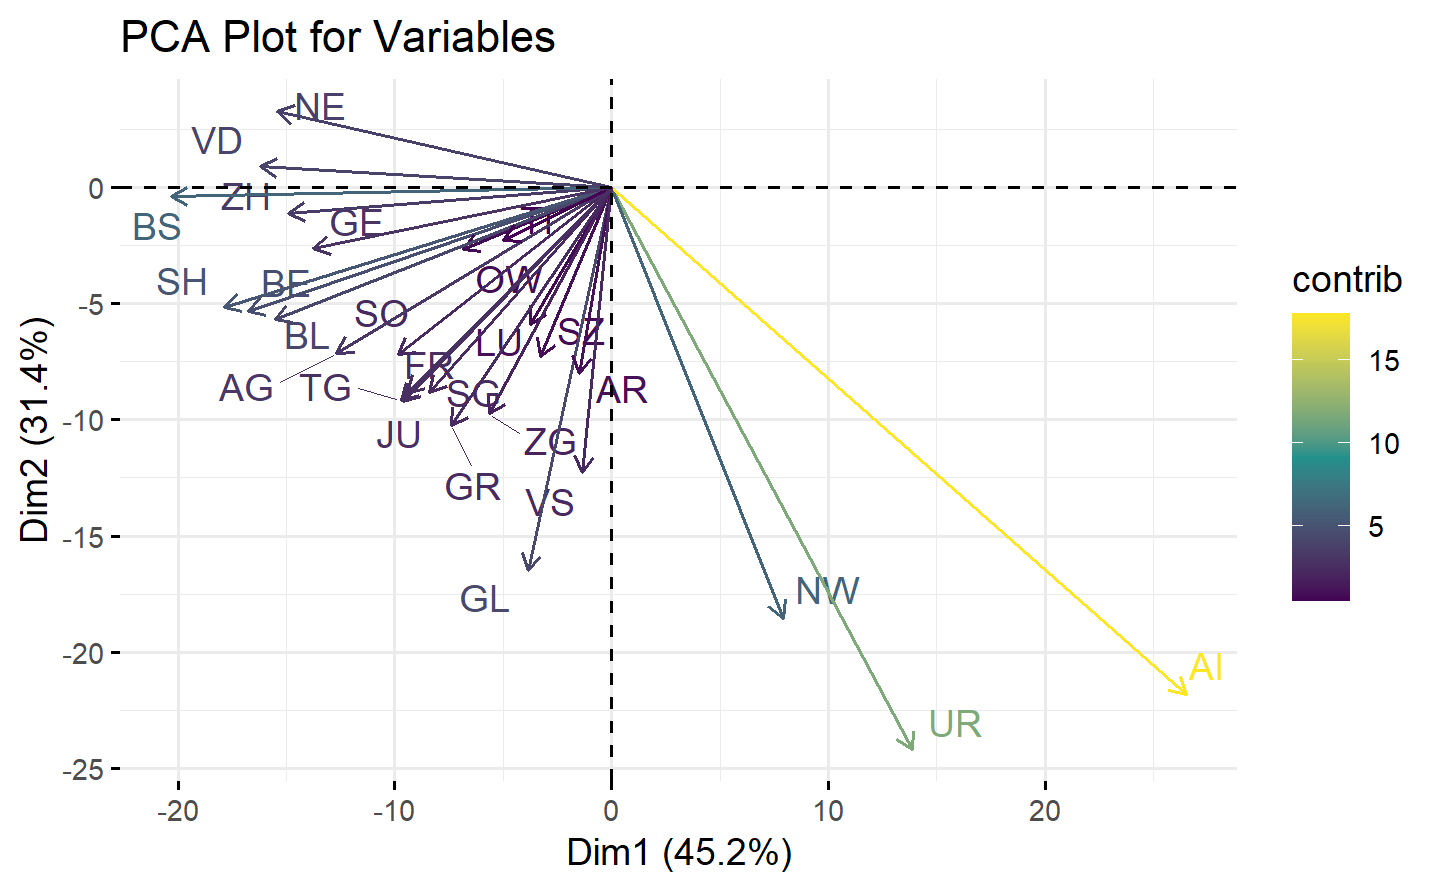 PCA Plot for Variables
NE
VD
ZH
BS
GE
TI
SH
BE
OW
SO
BL
LU
SZ
FR
AG
TG
SG
AR
JU
ZG
GR
VS
GL
NW
AI
UR
0
-5
-10
-15
-20
-25
Dim2 (31.4%)
-20
-10
0
10
20
Dim1 (45.2%)
contrib
15
10
5